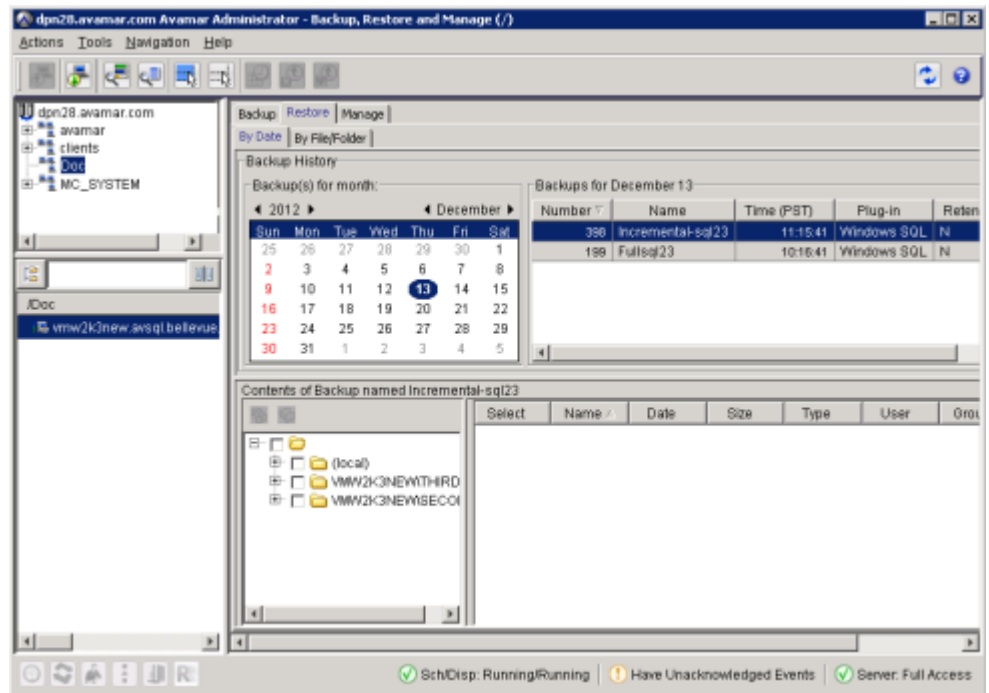 dpn28.avamar.com Avamar Administrator - Backup, Restore and Manage (/)
Actions Tools Navigation Help
dpn28.avamar.com
avamar
clients
Doc
MC_SYSTEM
/Doc
vmw2k3new.avsql.bellevue.
Backup Restore Manage
By Date By File/Folder
Backup History
Backup(s) for month:
2012 December
Sun Mon Tue Wed Thu Fri Sat
25 26 27 28 29 30 1
2 3 4 5 6 7 8
9 10 11 12 13 14 15
16 17 18 19 20 21 22
23 24 25 26 27 28 29
30 31 1 2 3 4 5
Backups for December 13
Number Name Time (PST) Plug-in Reten
398 Incremental-sql23 11:15:41 Windows SQL N
199 Fullsql23 10:16:41 Windows SQL N
Contents of Backup named Incremental-sql23
(local)
VMW2K3NEW\THIRD
VMW2K3NEW\SECO
Select Name Date Size Type User Grou
Sch/Disp: Running/Running Have Unacknowledged Events Server: Full Access